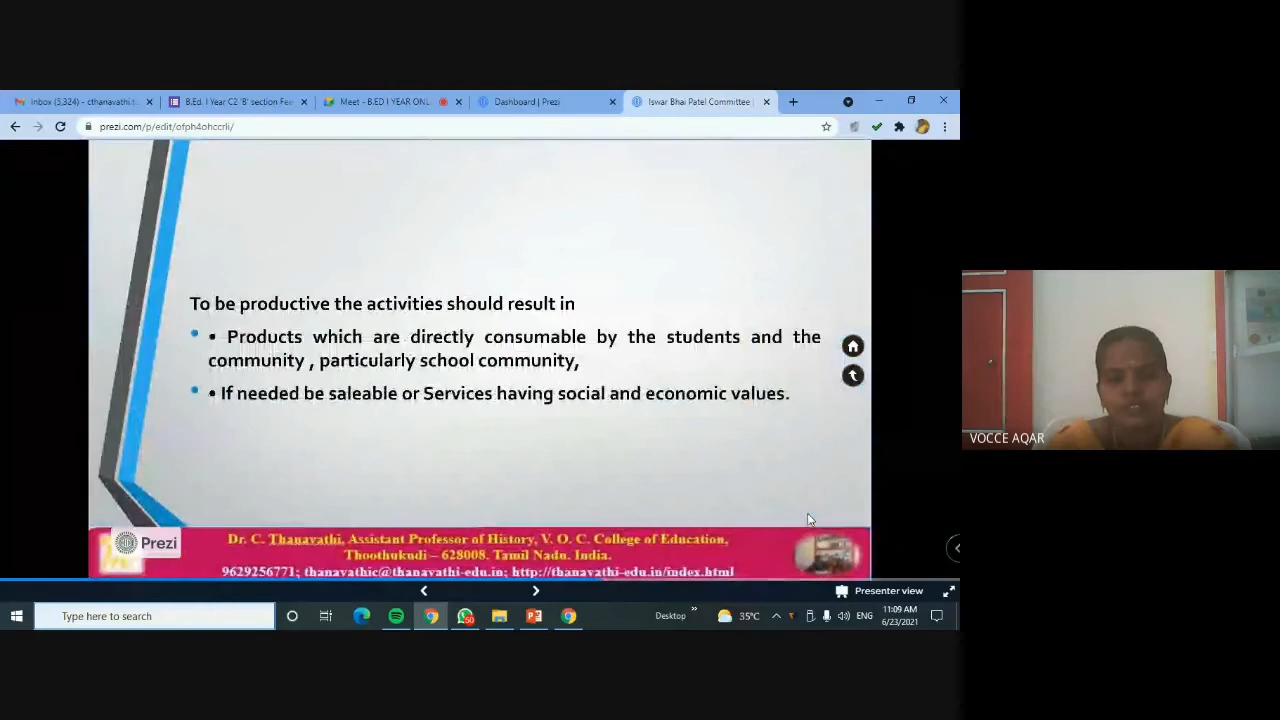 Inbox (5,324) - cthanavathi.t
B.Ed. I Year C2 'B' section Fee
Meet - B.ED I YEAR ONL
Dashboard | Prezi
Iswar Bhai Patel Committee |
prezi.com/p/edit/ofph4ohccrli/
To be productive the activities should result in
• • Products which are directly consumable by the students and the
community , particularly school community,
• • If needed be saleable or Services having social and economic values.
VOCCE AQAR
Prezi
Dr. C. Thanavathi, Assistant Professor of History, V. O. C. College of Education,
Thoothukudi – 628008. Tamil Nadu. India.
9629256771; thanavathic@thanavathi-edu.in; http://thanavathi-edu.in/index.html
Presenter view
Type here to search
50
Desktop
35°C
ENG
11:09 AM
6/23/2021